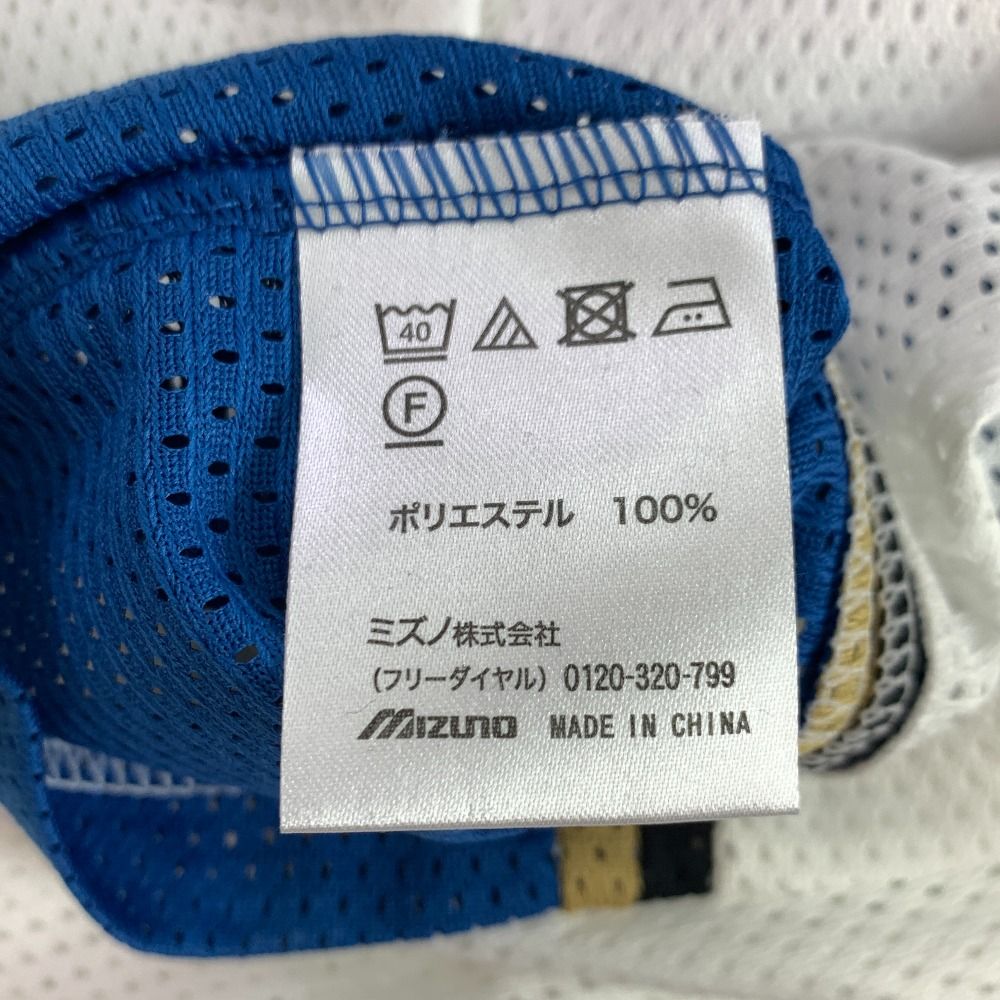 40
F
ポリエステル 100%
ミズノ株式会社
(フリーダイヤル) 0120-320-799
MIZUNO MADE IN CHINA